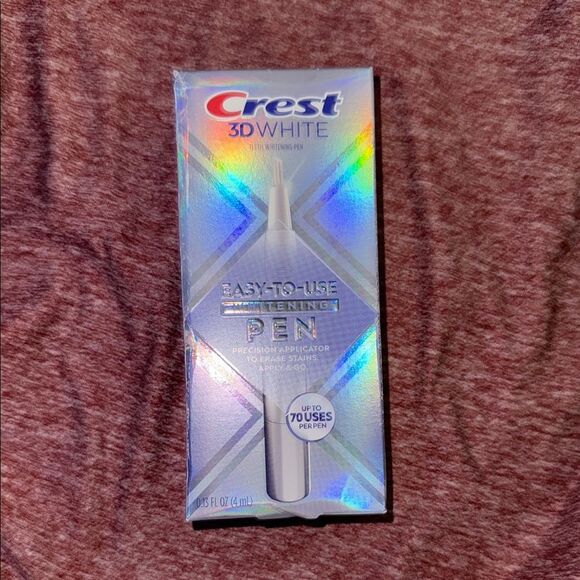 Crest
3DWHITE
TEETH WHITENING PEN
EASY-TO-USE
WHITENING
PEN
PRECISION APPLICATOR
TO ERASE STAINS.
APPLY & GO.
UP TO
70 USES
PER PEN
0.13 FL OZ (4 mL)